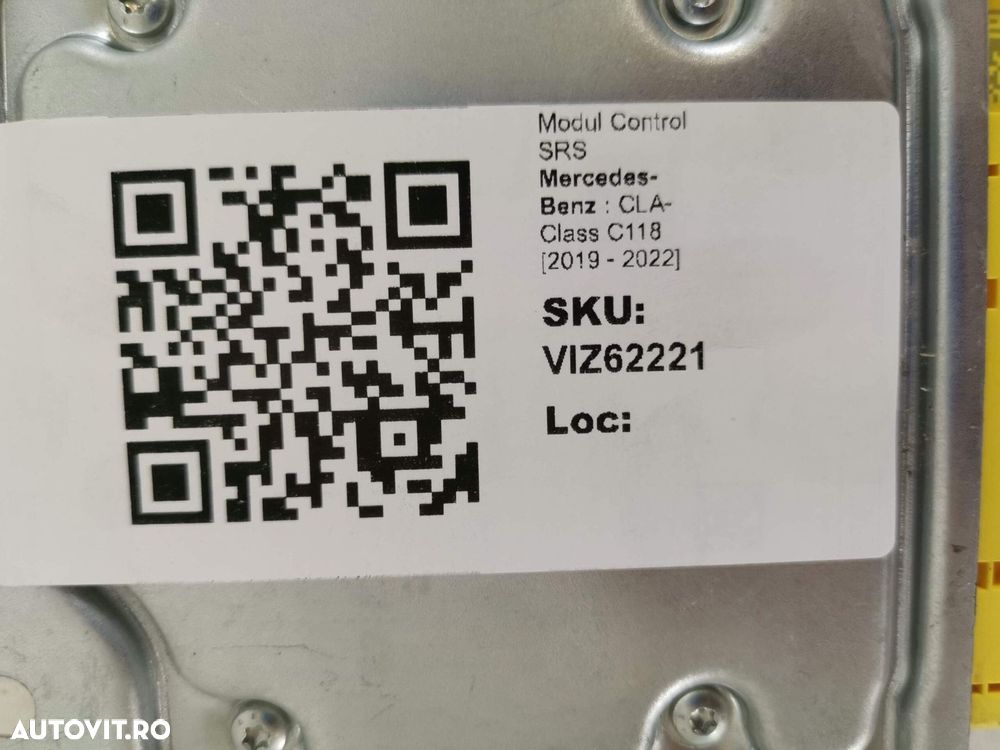 Modul Control
SRS
Mercedes-
Benz : CLA-
Class C118
[2019 - 2022]
SKU:
VIZ62221
Loc:
AUTOVIT.RO